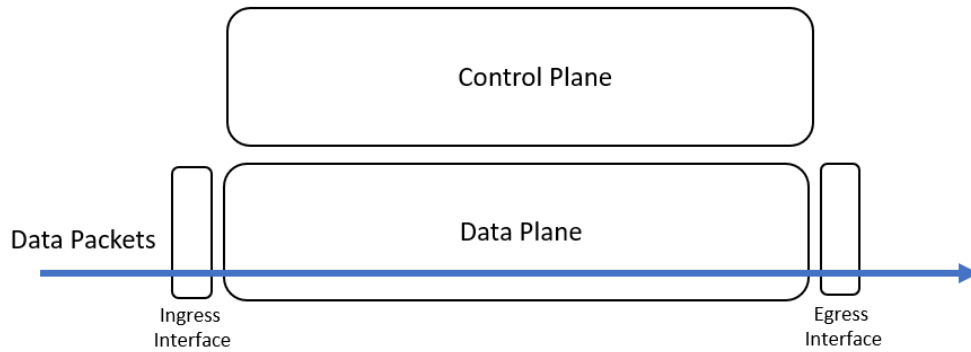 Control Plane
Data Packets
Data Plane
Ingress
Interface
Egress
Interface